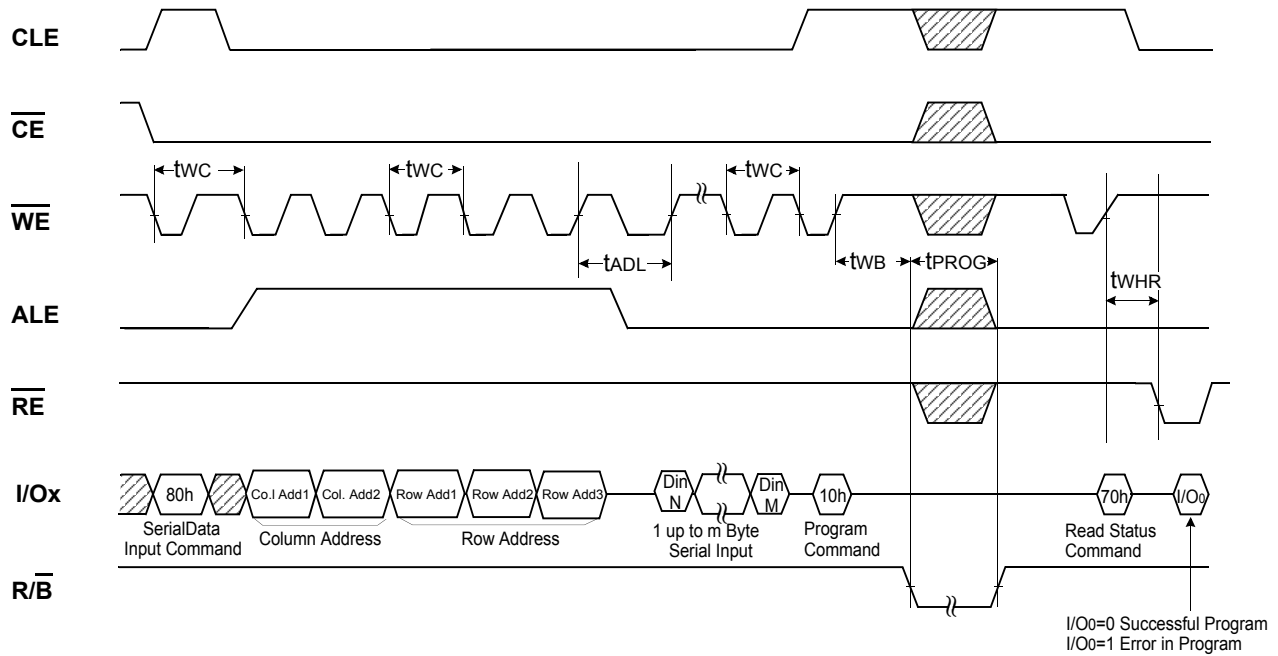 CLE
CE
tWC
tWC
tWC
WE
tADL
tWB
tPROG
tWHR
ALE
RE
I/Ox
80h
Co.l Add1
Col. Add2
Row Add1
Row Add2
Row Add3
Din
N
Din
M
10h
70h
I/O0
SerialData
Input Command
Column Address
Row Address
1 up to m Byte
Serial Input
Program
Command
Read Status
Command
R/B
I/O0=0 Successful Program
I/O0=1 Error in Program